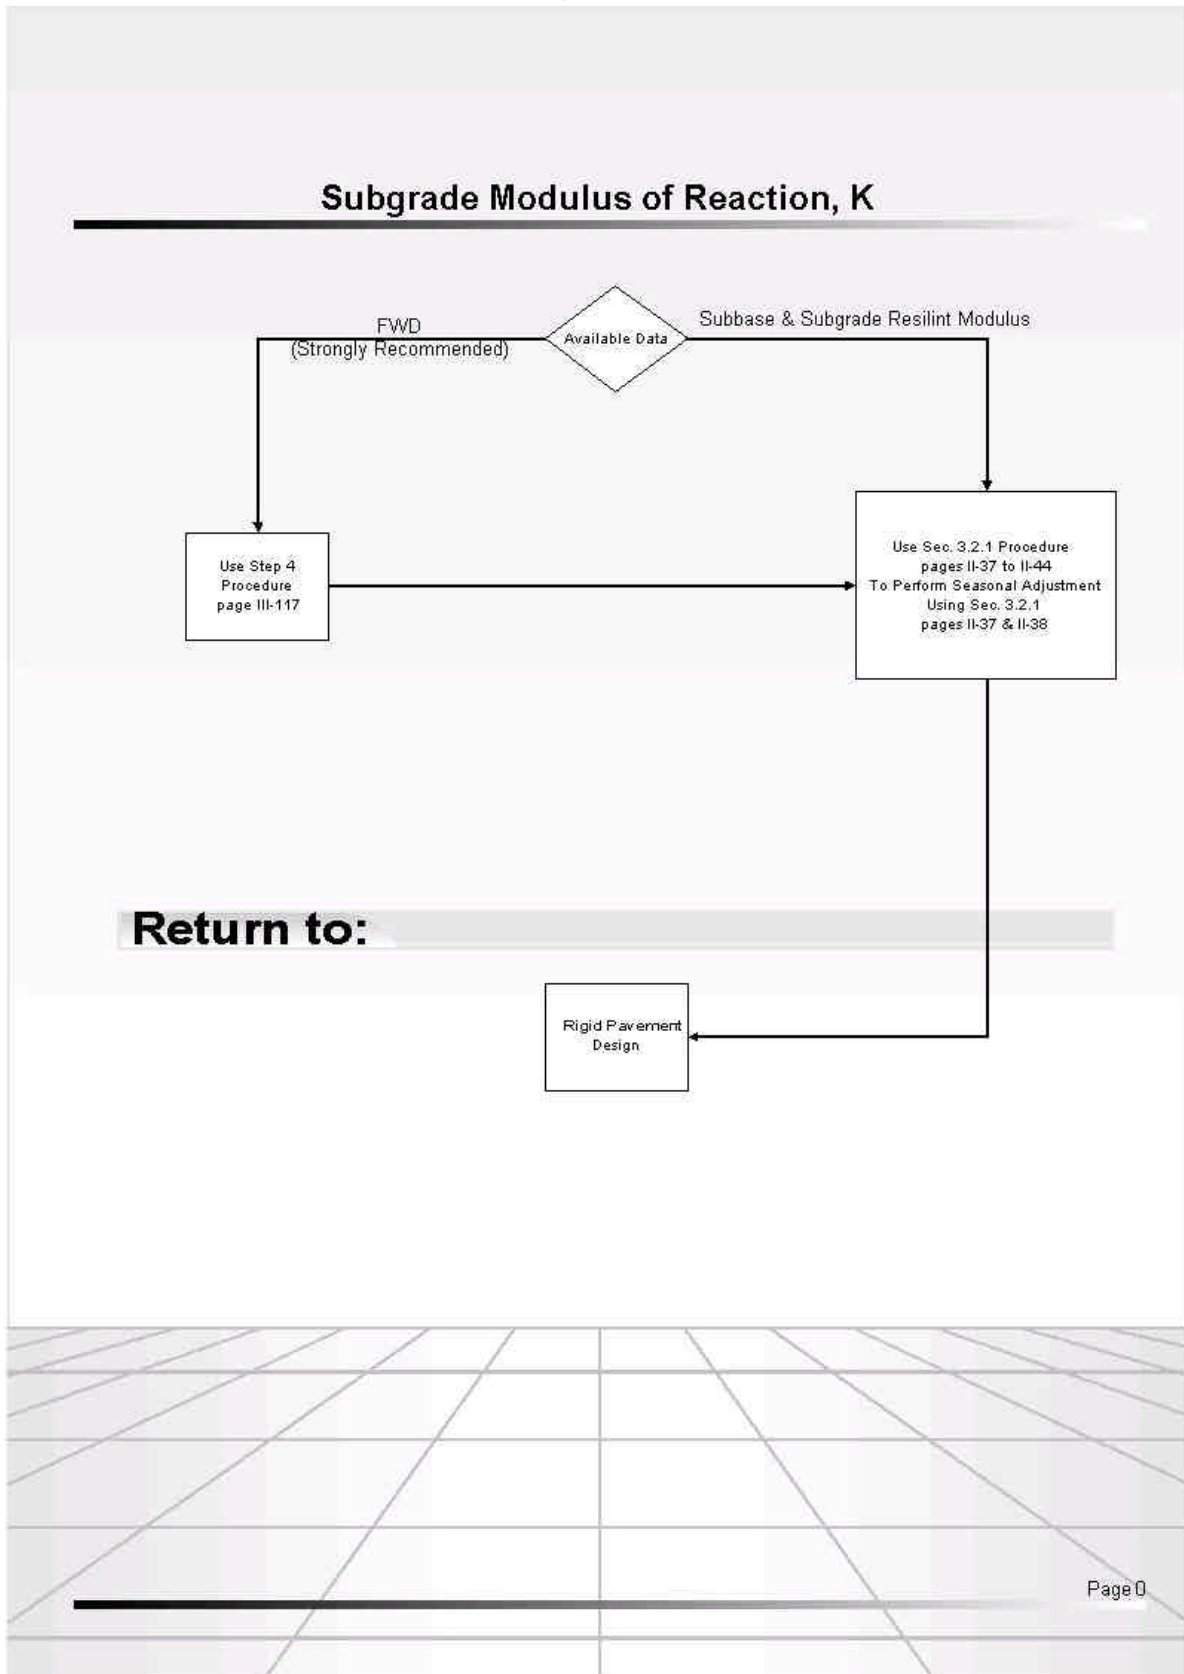 Subgrade Modulus of Reaction, K
FWD
(Strongly Recommended)
Available Data
Subbase & Subgrade Resilint Modulus
Use Step 4
Procedure
page III-117
Use Sec. 3.2.1 Procedure
pages II-37 to II-44
To Perform Seasonal Adjustment
Using Sec. 3.2.1
pages II-37 & II-38
Return to:
Rigid Pavement
Design
Page 0